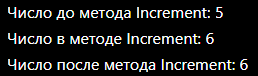 Число до метода Increment: 5
Число в методе Increment: 6
Число после метода Increment: 6